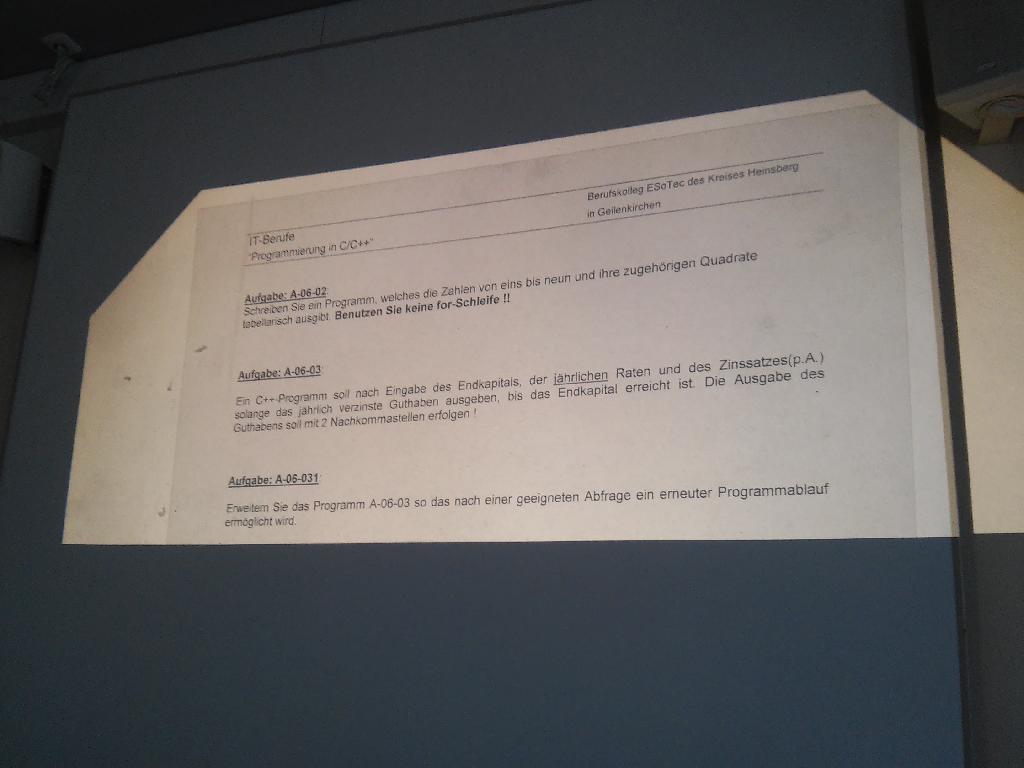 IT-Berufe
"Programmierung in C/C++"
Berufskolleg ESoTec des Kreises Heinsberg
in Geilenkirchen
Aufgabe: A-06-02:
Schreiben Sie ein Programm, welches die Zahlen von eins bis neun und ihre zugehörigen Quadrate
tabellarisch ausgibt. Benutzen Sie keine for-Schleife !!
Aufgabe: A-06-03:
Ein C++-Programm soll nach Eingabe des Endkapitals, der jährlichen Raten und des Zinssatzes(p.A.)
solange das jährlich verzinste Guthaben ausgeben, bis das Endkapital erreicht ist. Die Ausgabe des
Guthabens soll mit 2 Nachkommastellen erfolgen !
Aufgabe: A-06-031:
Erweitern Sie das Programm A-06-03 so das nach einer geeigneten Abfrage ein erneuter Programmablauf
ermöglicht wird.